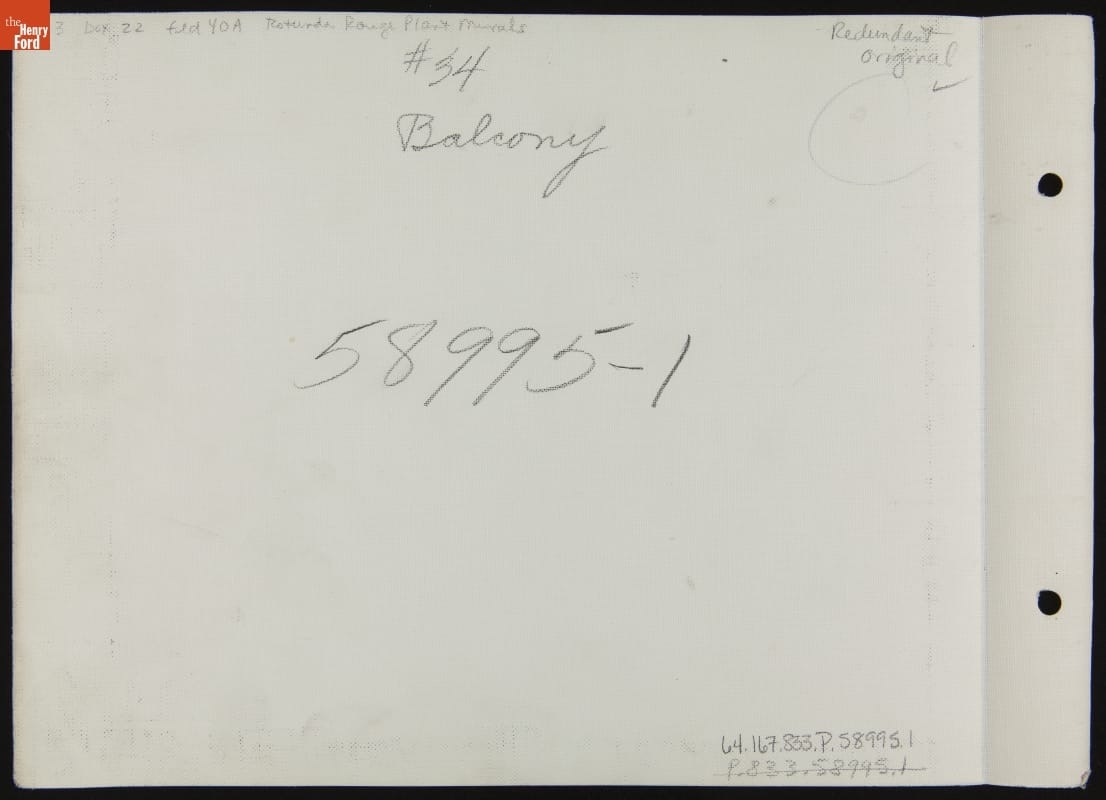 the
Henry
Ford
3 Box 22 fld YOA Rotunda Rouge Plant Murals
Redundant
original
#34
Balcony
58995-1
64.167.833.P.58995.1
P.833.58995.1